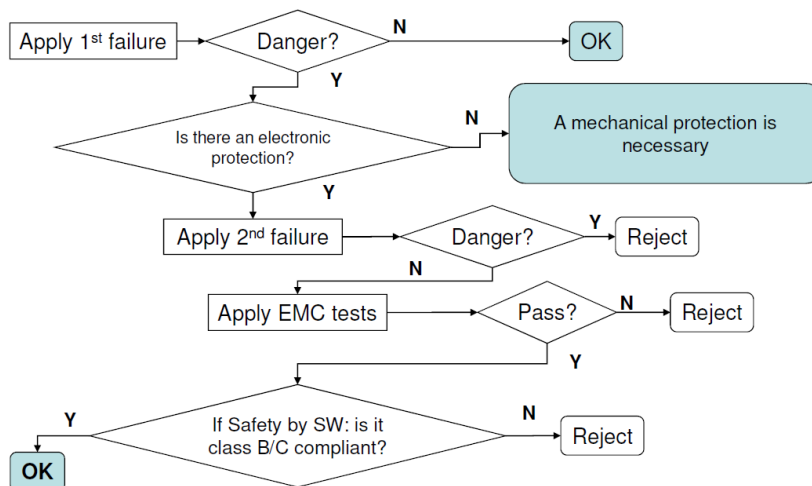 Apply 1st failure
Danger?
N
OK
Y
Is there an electronic
protection?
N
A mechanical protection is
necessary
Y
Apply 2nd failure
Danger?
Y
Reject
N
Apply EMC tests
Pass?
N
Reject
Y
If Safety by SW: is it
class B/C compliant?
Y
N
Reject
OK